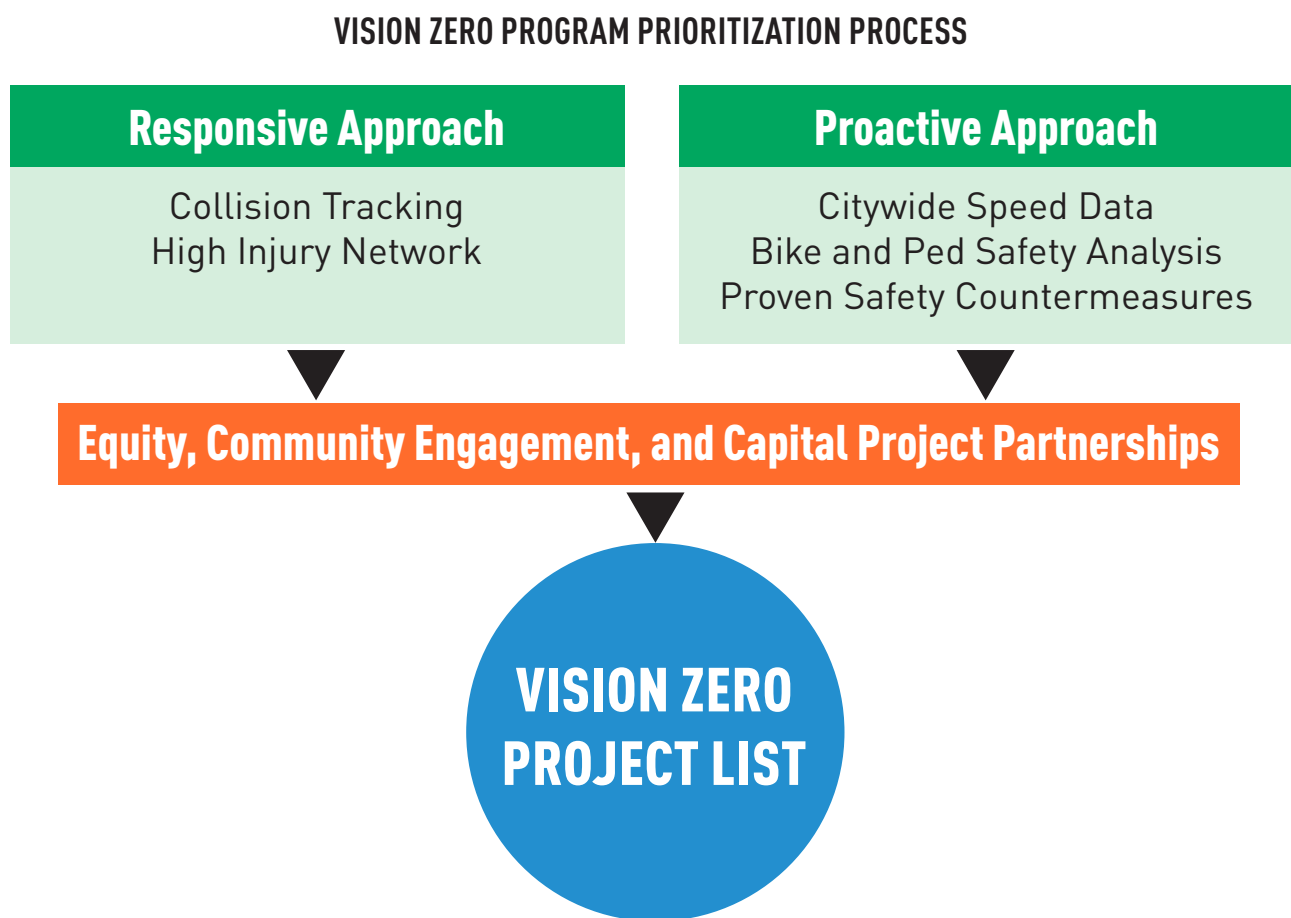 VISION ZERO PROGRAM PRIORITIZATION PROCESS
Responsive Approach
Collision Tracking
High Injury Network
Proactive Approach
Citywide Speed Data
Bike and Ped Safety Analysis
Proven Safety Countermeasures
Equity, Community Engagement, and Capital Project Partnerships
VISION ZERO
PROJECT LIST